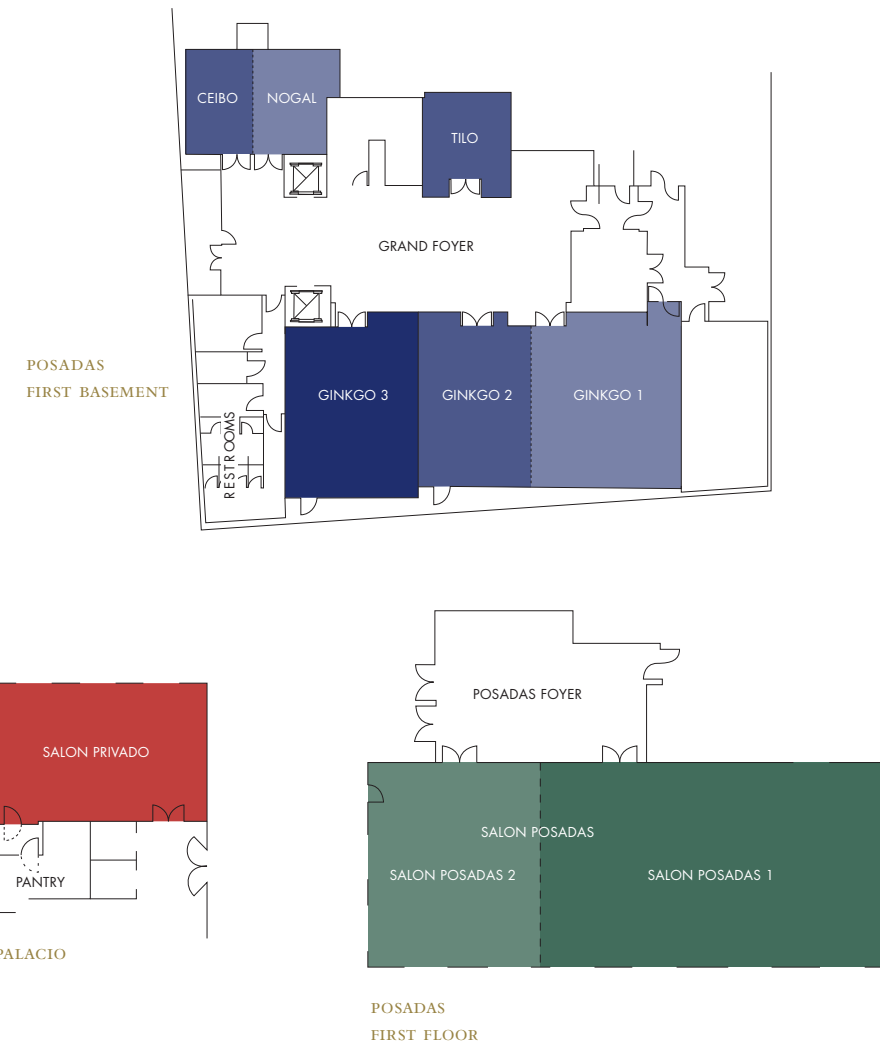 CEIBO
NOGAL
TILO
GRAND FOYER
POSADAS
FIRST BASEMENT
GINKGO 3
GINKGO 2
GINKGO 1
RESTROOMS
POSADAS FOYER
SALON PRIVADO
SALON POSADAS
PANTRY
SALON POSADAS 2
SALON POSADAS 1
PALACIO
POSADAS
FIRST FLOOR